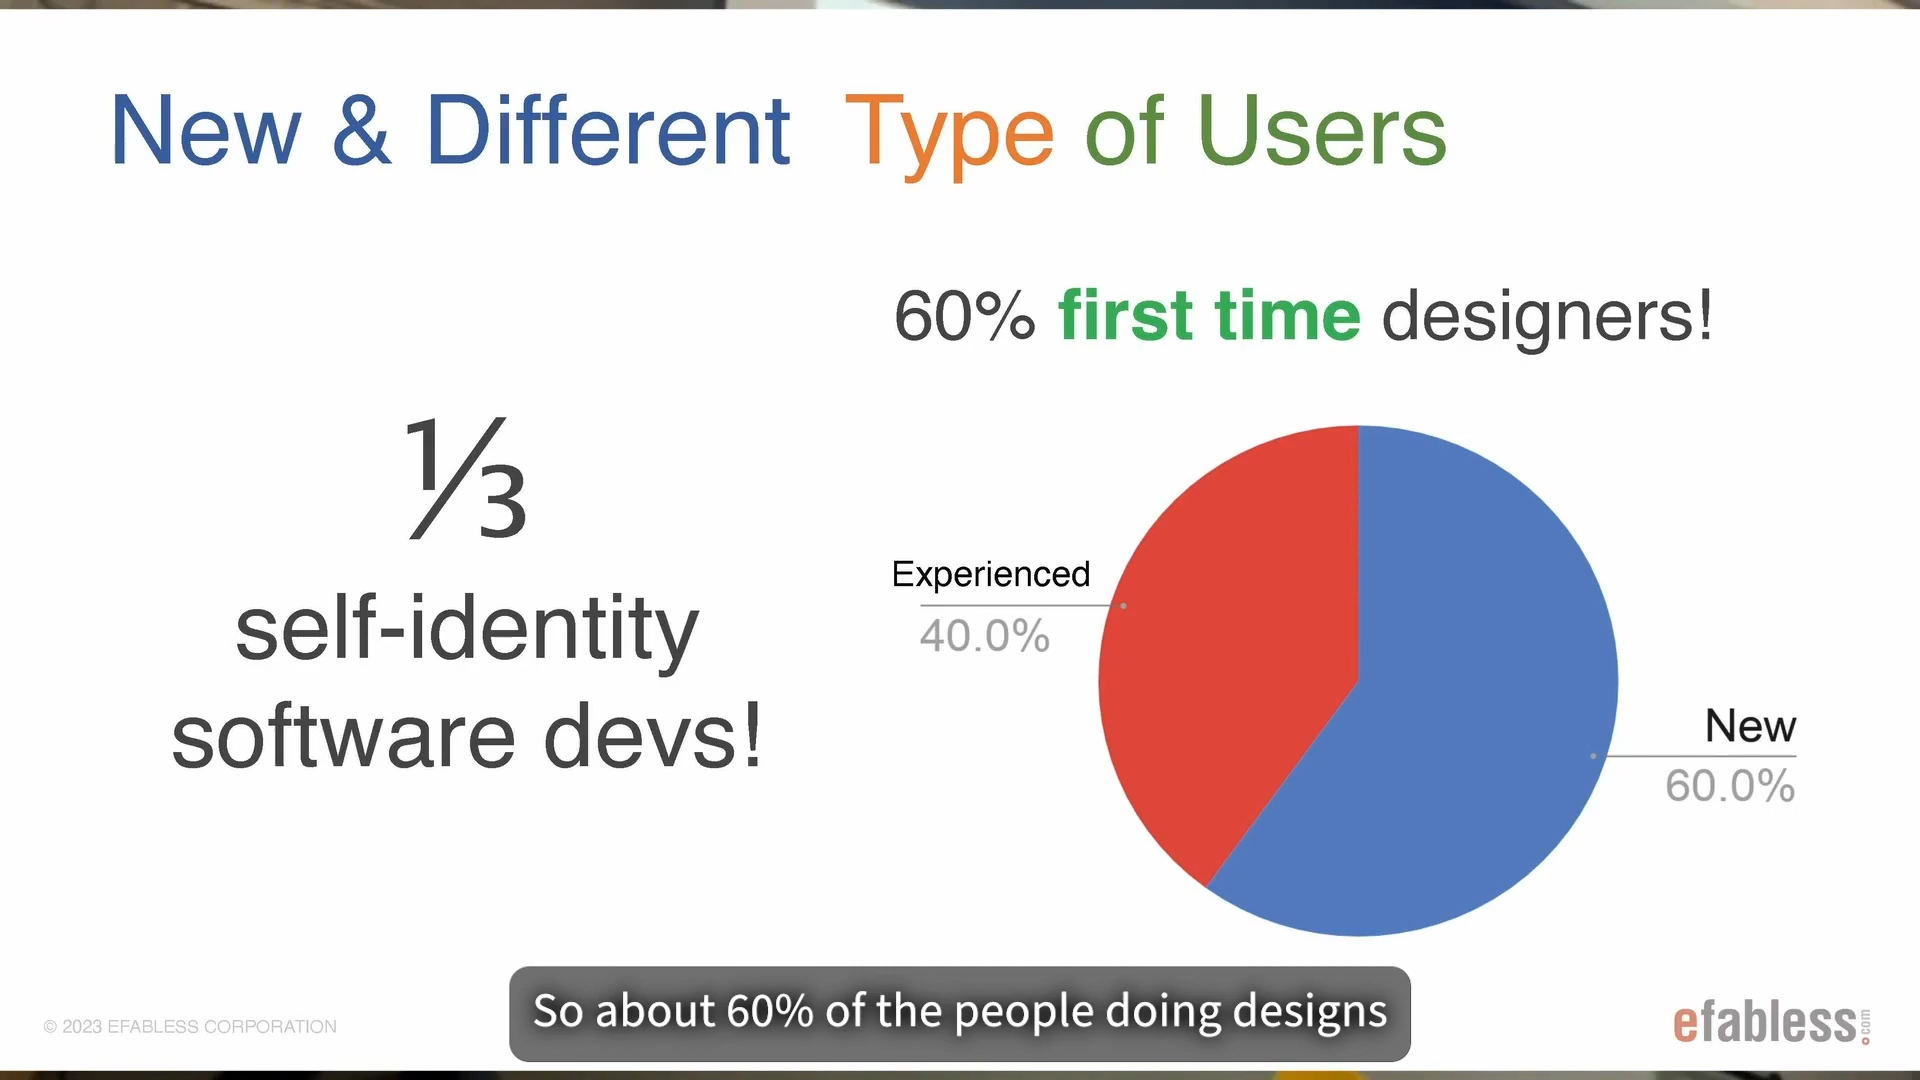 New & Different Type of Users
60% first time designers!
⅓
self-identity
software devs!
Experienced
40.0%
New
60.0%
So about 60% of the people doing designs
© 2023 EFABLESS CORPORATION
efabless.com